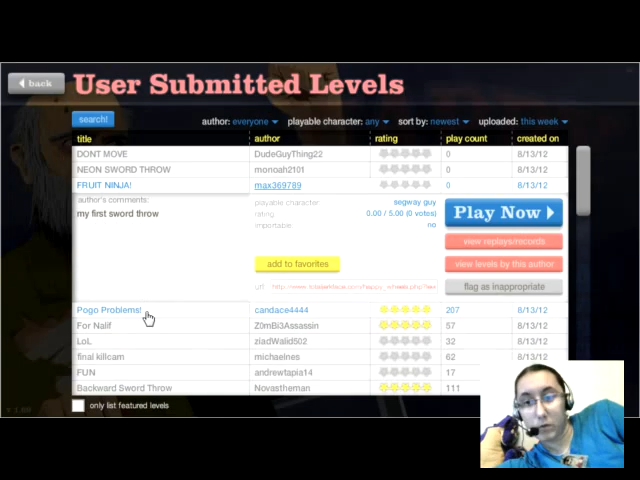 back
User Submitted Levels
search!
author: everyone playable character: any sort by: newest uploaded: this week
title author rating play count created on
DONT MOVE DudeGuyThing22 0 8/13/12
NEON SWORD THROW monoah2101 0 8/13/12
FRUIT NINJA! max369789 0 8/13/12
author's comments:
my first sword throw
playable character: segway guy
rating 0.00 / 5.00 (0 votes)
importable: no
Play Now
view replays/records
add to favorites
view levels by this author
flag as inappropriate
Pogo Problems! candace4444 207 8/13/12
For Nalif Z0mBi3Assassin 57 8/13/12
LoL ziadWalid502 32 8/13/12
final killcam michaelnes 62 8/13/12
FUN andrewtapia14 17
Backward Sword Throw Novastheman 111
only list featured levels